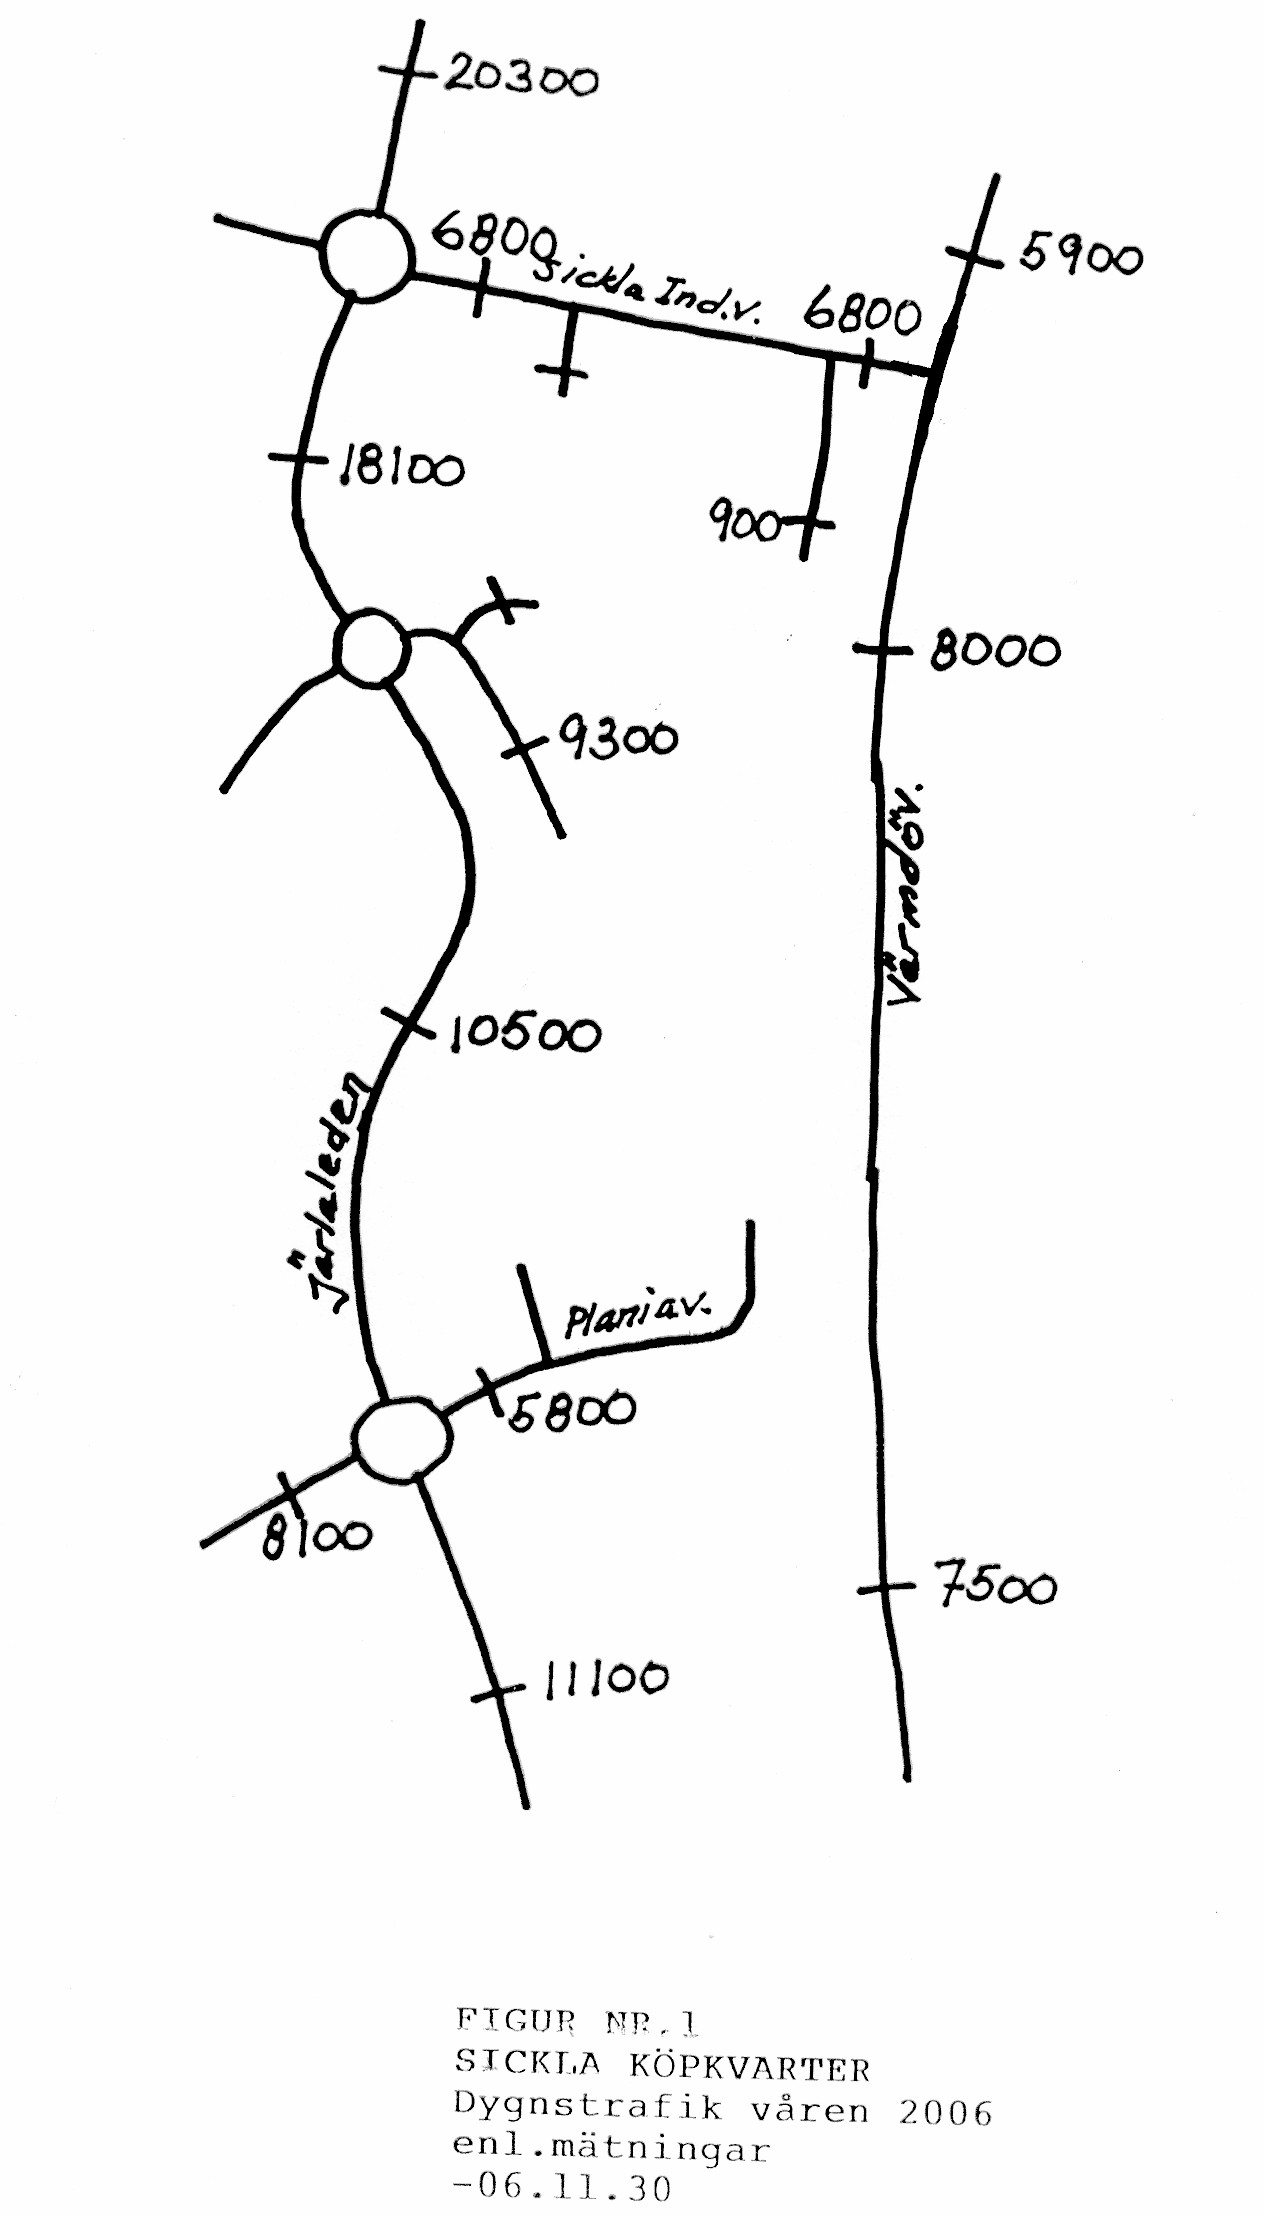 20300
6800
Sickla Ind.v.
6800
5900
18100
900
8000
9300
Värmdöv.
10500
Järlaleden
Planiav.
5800
8100
7500
11100
FIGUR NR.1
SICKLA KÖPKVARTER
Dygnstrafik våren 2006
enl.mätningar
-06.11.30